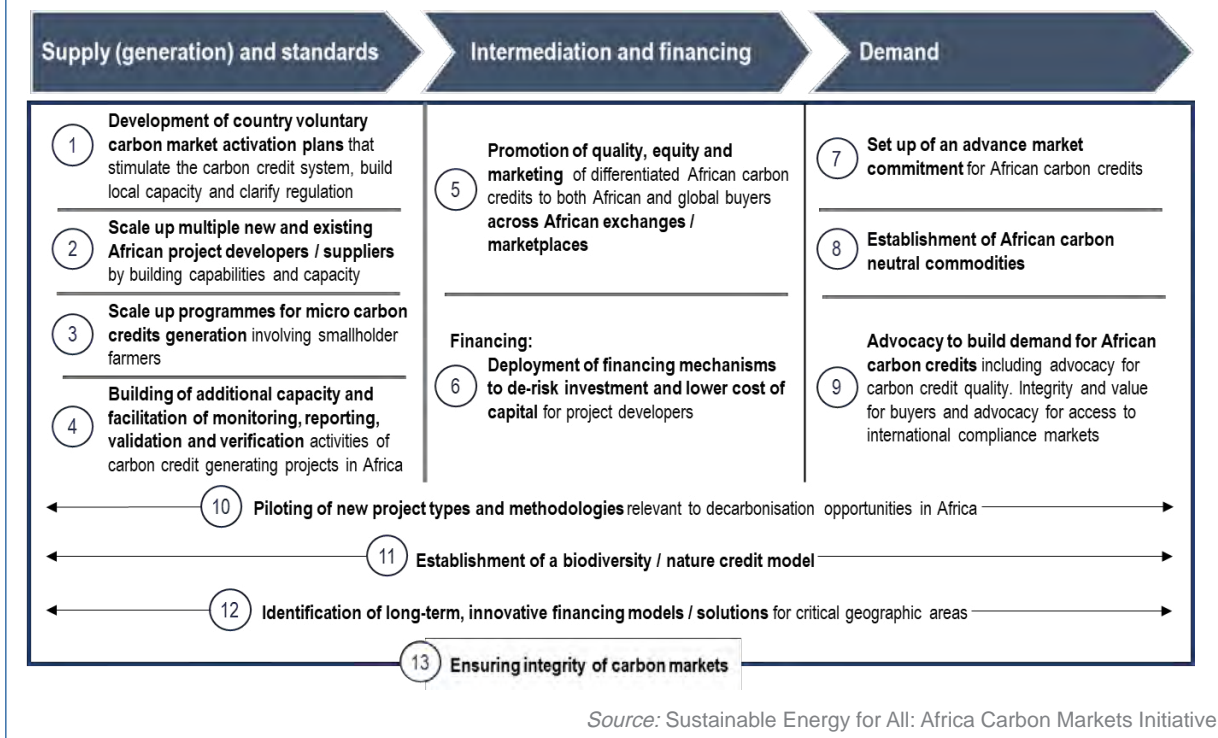 Supply (generation) and standards
Intermediation and financing
Demand
1
Development of country voluntary
carbon market activation plans that
stimulate the carbon credit system, build
local capacity and clarify regulation
2
Scale up multiple new and existing
African project developers / suppliers
by building capabilities and capacity
3
Scale up programmes for micro carbon
credits generation involving smallholder
farmers
4
Building of additional capacity and
facilitation of monitoring, reporting,
validation and verification activities of
carbon credit generating projects in Africa
5
Promotion of quality, equity and
marketing of differentiated African carbon
credits to both African and global buyers
across African exchanges /
marketplaces
Financing:
6
Deployment of financing mechanisms
to de-risk investment and lower cost of
capital for project developers
7
Set up of an advance market
commitment for African carbon credits
8
Establishment of African carbon
neutral commodities
9
Advocacy to build demand for African
carbon credits including advocacy for
carbon credit quality. Integrity and value
for buyers and advocacy for access to
international compliance markets
10 Piloting of new project types and methodologies relevant to decarbonisation opportunities in Africa
11 Establishment of a biodiversity / nature credit model
12 Identification of long-term, innovative financing models / solutions for critical geographic areas
13 Ensuring integrity of carbon markets
Source: Sustainable Energy for All: Africa Carbon Markets Initiative